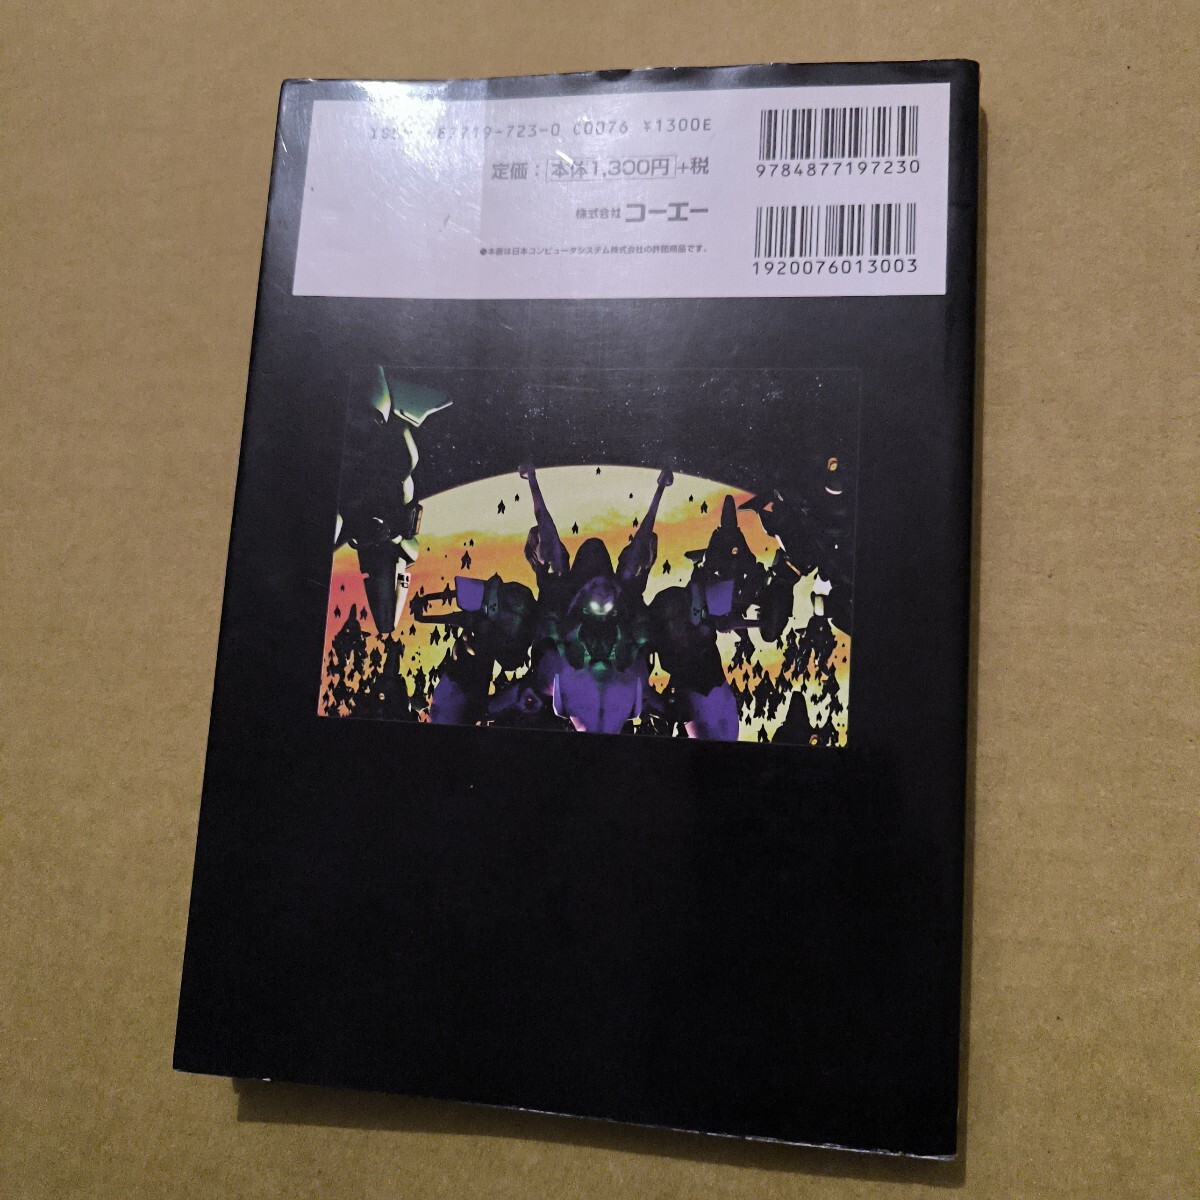 ISBN4-87719-723-0 C0076 ¥1300E
定価：本体1,300円+税
株式会社コーエー
●本書は日本コンピュータシステム株式会社の許諾商品です。
9784877197230
1920076013003